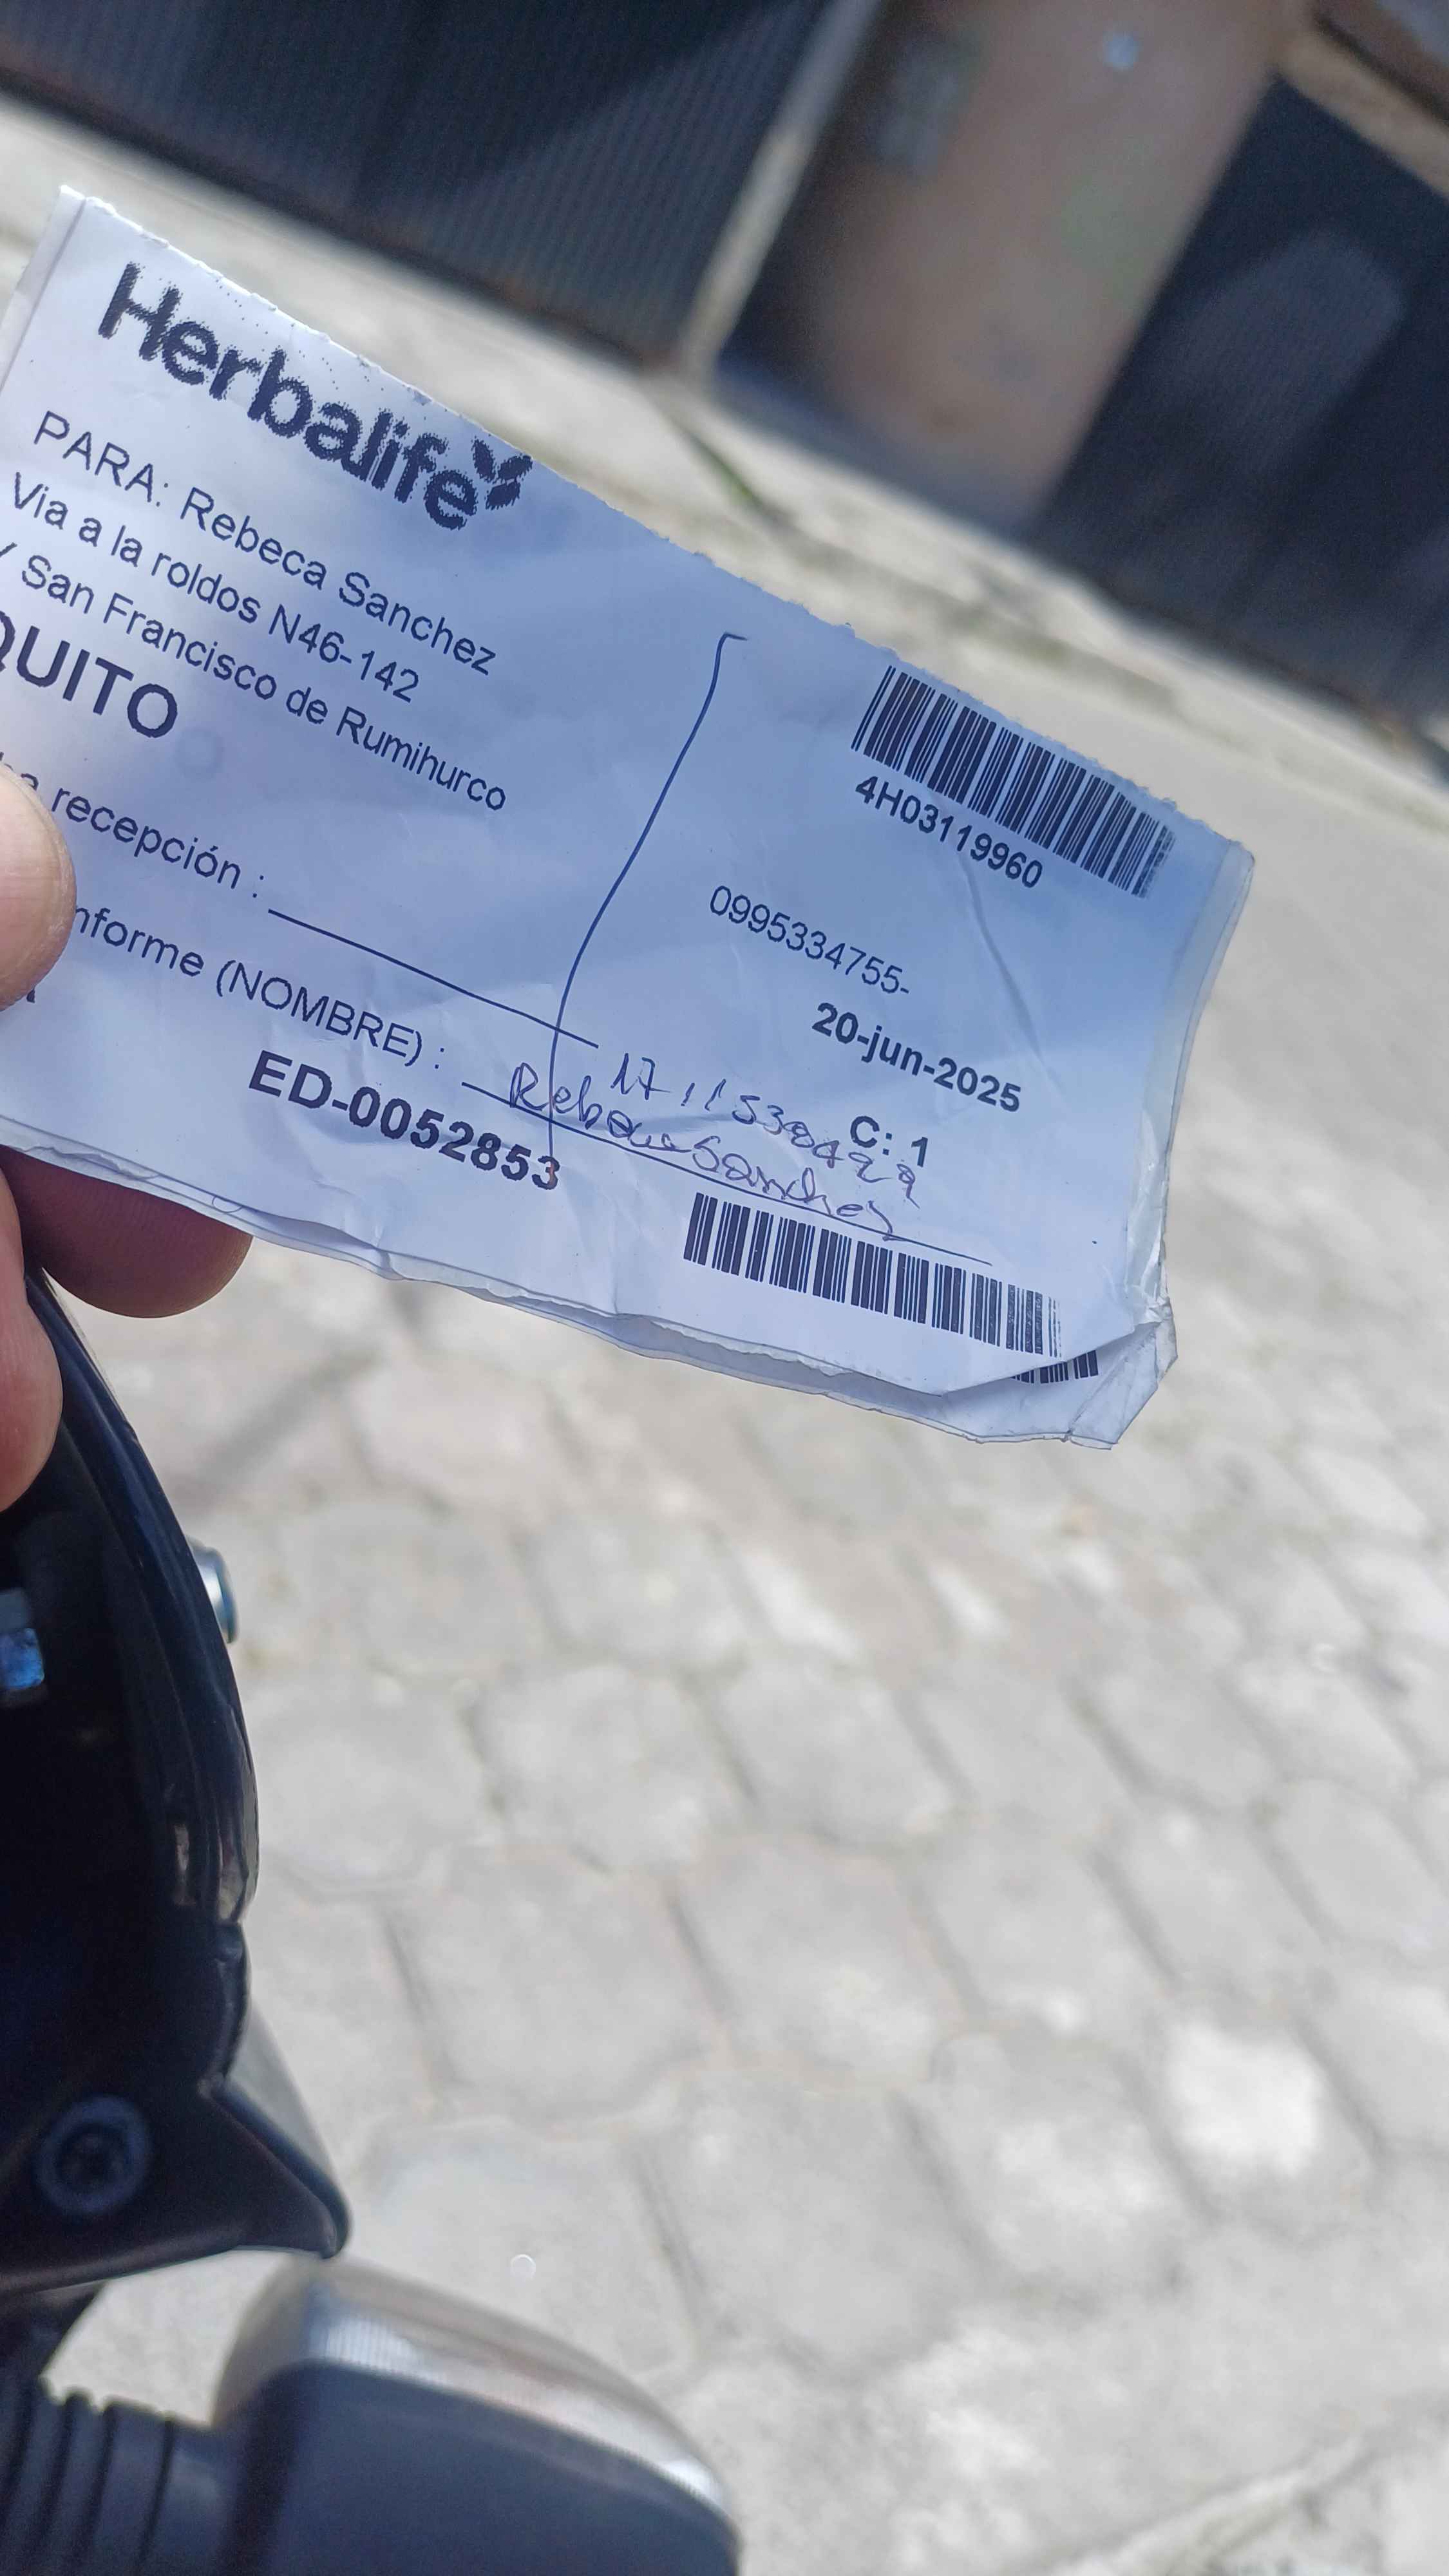 Herbalife
PARA: Rebeca Sanchez
Via a la roldos N46-142
Y San Francisco de Rumihurco
QUITO
4H03119960
0995334755-
20-jun-2025
recepción :
nforme (NOMBRE) : Rebeca Sanchez
C: 1
ED-0052853